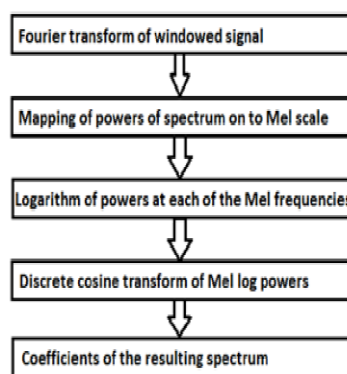 Fourier transform of windowed signal
Mapping of powers of spectrum on to Mel scale
Logarithm of powers at each of the Mel frequencies
Discrete cosine transform of Mel log powers
Coefficients of the resulting spectrum